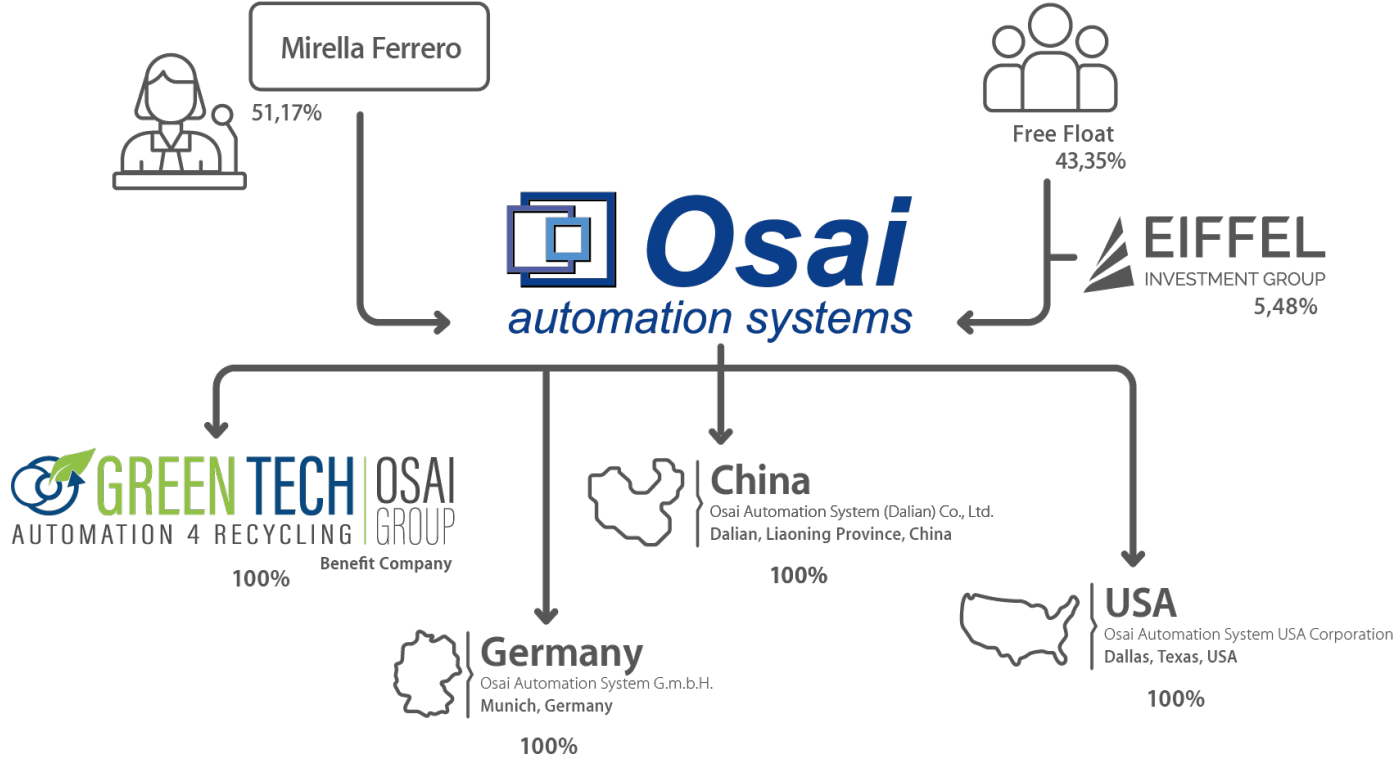 Mirella Ferrero
51,17%
Free Float
43,35%
EIFFEL
INVESTMENT GROUP
5,48%
Osai
automation systems
GREEN TECH
AUTOMATION 4 RECYCLING
OSAI
GROUP
Benefit Company
100%
China
Osai Automation System (Dalian) Co., Ltd.
Dalian, Liaoning Province, China
100%
USA
Osai Automation System USA Corporation
Dallas, Texas, USA
100%
Germany
Osai Automation System G.m.b.H.
Munich, Germany
100%